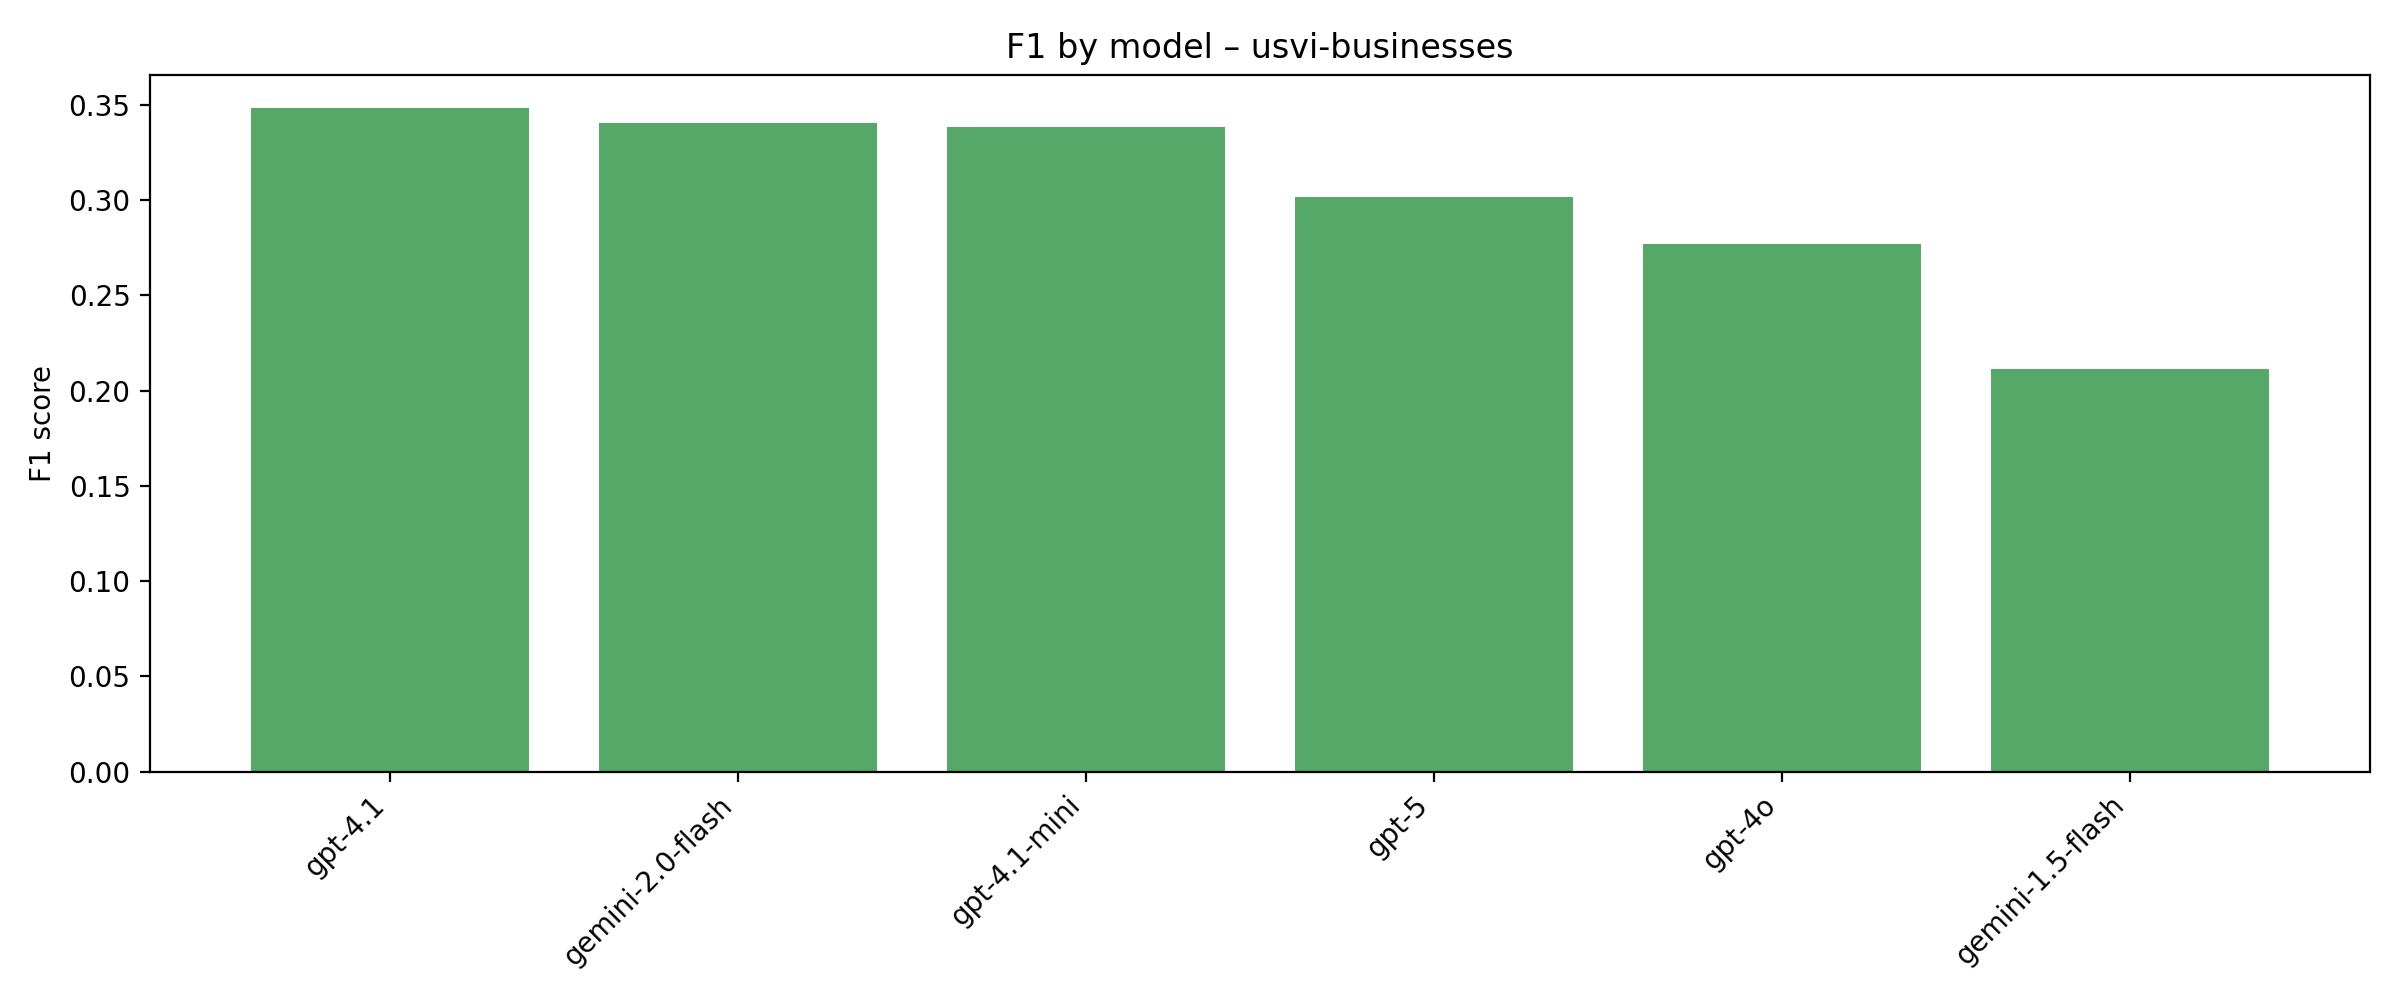 F1 by model – usvi-businesses
F1 score
0.35
0.30
0.25
0.20
0.15
0.10
0.05
0.00
gpt-4.1
gemini-2.0-flash
gpt-4.1-mini
gpt-5
gpt-4o
gemini-1.5-flash